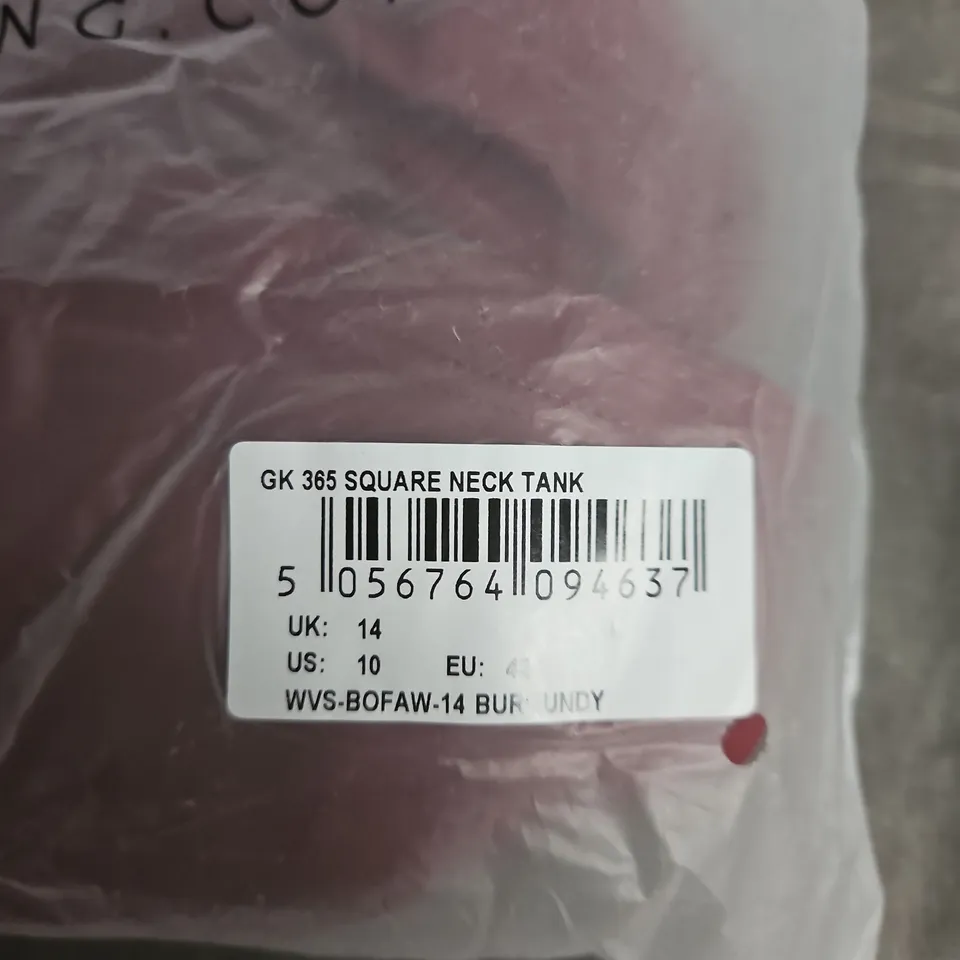 GK 365 SQUARE NECK TANK
5 056764 094637
UK: 14
US: 10 EU:
WVS-BOFAW-14